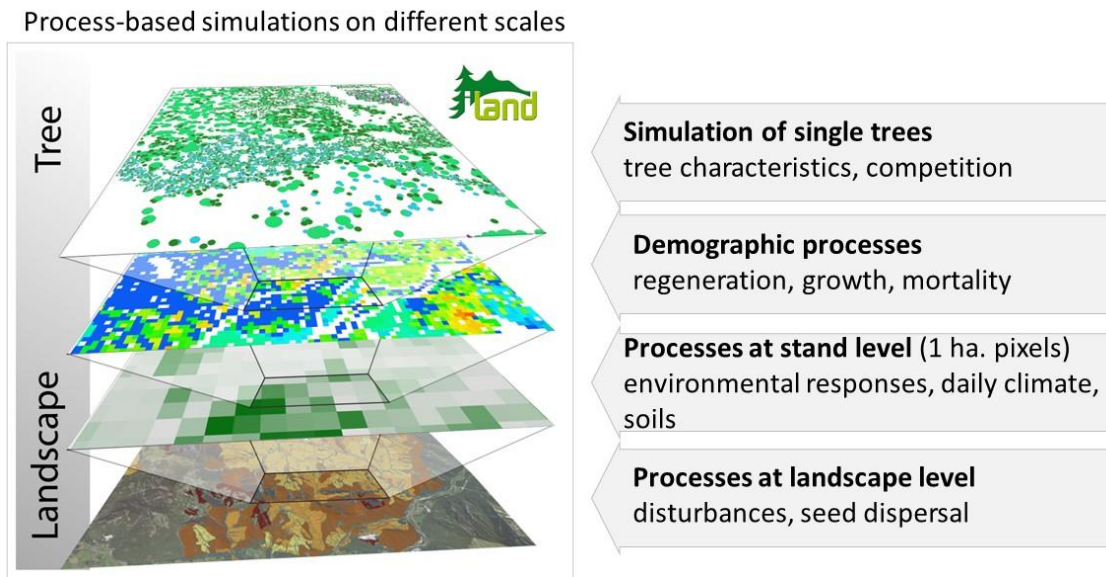 Process-based simulations on different scales
Tree
Landscape
iLand
Simulation of single trees
tree characteristics, competition
Demographic processes
regeneration, growth, mortality
Processes at stand level (1 ha. pixels)
environmental responses, daily climate,
soils
Processes at landscape level
disturbances, seed dispersal